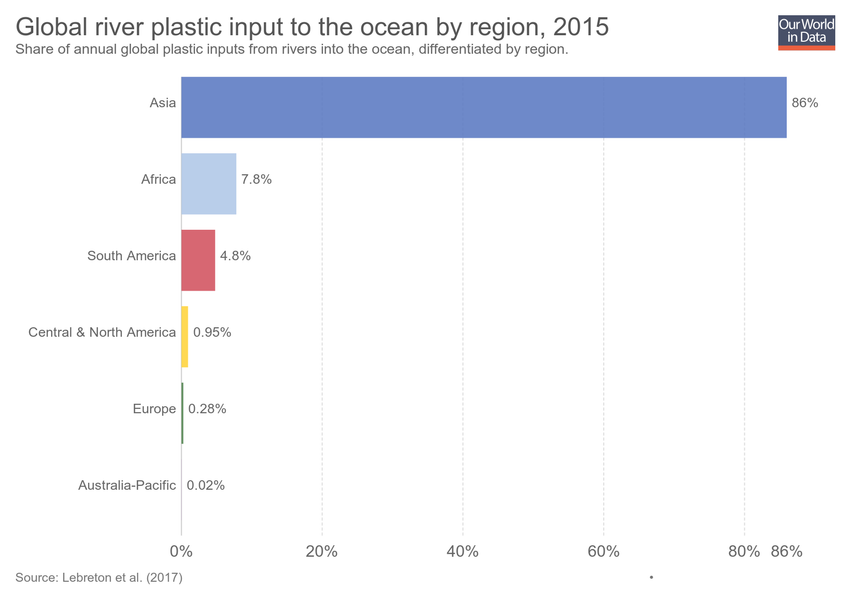 Global river plastic input to the ocean by region, 2015
Share of annual global plastic inputs from rivers into the ocean, differentiated by region.
Our World
in Data
Asia
86%
Africa
7.8%
South America
4.8%
Central & North America
0.95%
Europe
0.28%
Australia-Pacific
0.02%
0%
20%
40%
60%
80%
86%
Source: Lebreton et al. (2017)